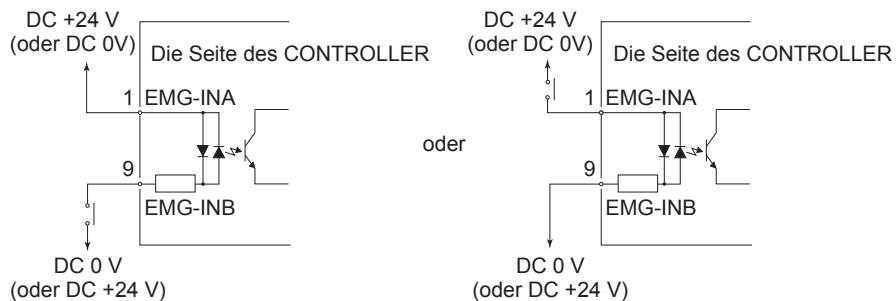 DC +24 V
(oder DC 0V)
Die Seite des CONTROLLER
1 EMG-INA
9
EMG-INB
DC 0 V
(oder DC +24 V)
oder
DC +24 V
(oder DC 0V)
Die Seite des CONTROLLER
1 EMG-INA
9
EMG-INB
DC 0 V
(oder DC +24 V)